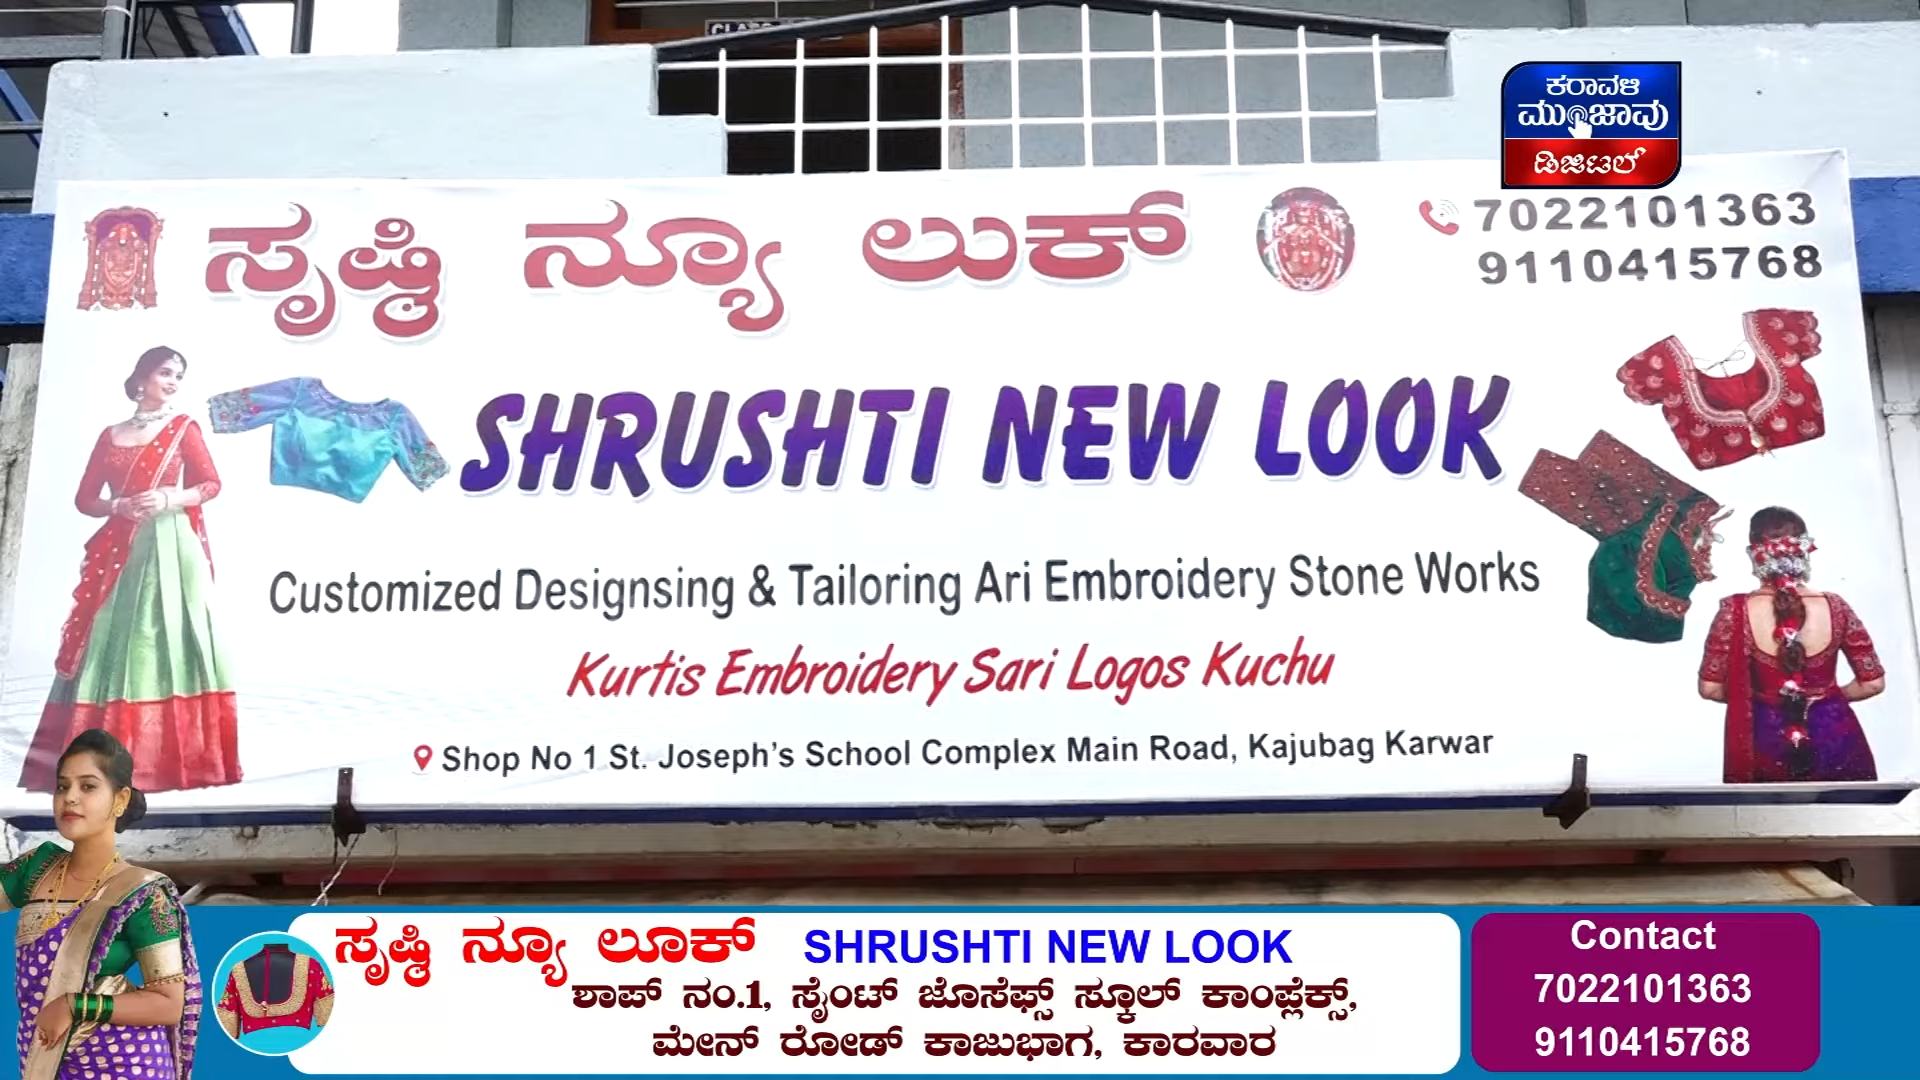 ಕರಾವಳಿ
ಮುಂಜಾವು
ಡಿಜಿಟಲ್
ಸೃಷ್ಠಿ ನ್ಯೂ ಲುಕ್
7022101363
9110415768
SHRUSHTI NEW LOOK
Customized Designsing & Tailoring Ari Embroidery Stone Works
Kurtis Embroidery Sari Logos Kuchu
Shop No 1 St. Joseph's School Complex Main Road, Kajubag Karwar
ಸೃಷ್ಠಿ ನ್ಯೂ ಲೂಕ್ SHRUSHTI NEW LOOK
ಶಾಪ್ ನಂ.1, ಸೈಂಟ್ ಜೊಸೆಫ್ಸ್ ಸ್ಕೂಲ್ ಕಾಂಪ್ಲೆಕ್ಸ್,
ಮೇನ್ ರೋಡ್ ಕಾಜುಭಾಗ, ಕಾರವಾರ
Contact
7022101363
9110415768